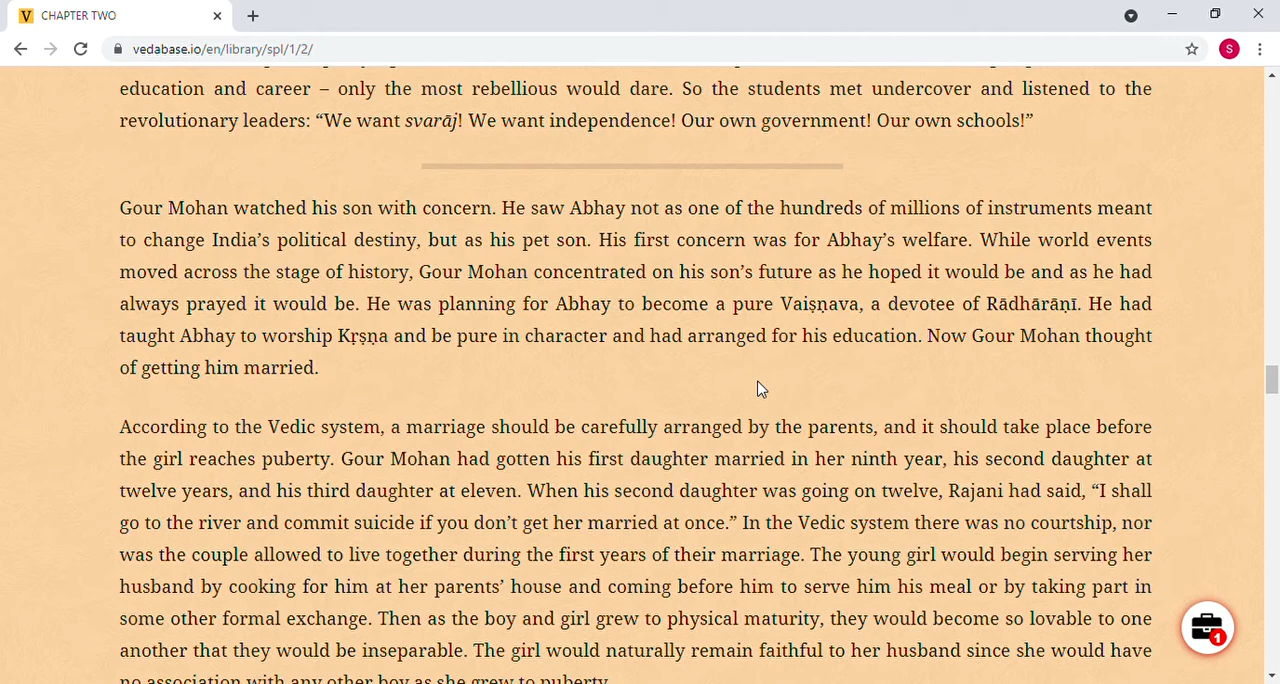 CHAPTER TWO
vedabase.io/en/library/spl/1/2/
S
education and career – only the most rebellious would dare. So the students met undercover and listened to the
revolutionary leaders: “We want svarāj! We want independence! Our own government! Our own schools!”
Gour Mohan watched his son with concern. He saw Abhay not as one of the hundreds of millions of instruments meant
to change India’s political destiny, but as his pet son. His first concern was for Abhay’s welfare. While world events
moved across the stage of history, Gour Mohan concentrated on his son’s future as he hoped it would be and as he had
always prayed it would be. He was planning for Abhay to become a pure Vaiṣṇava, a devotee of Rādhārāṇī. He had
taught Abhay to worship Kṛṣṇa and be pure in character and had arranged for his education. Now Gour Mohan thought
of getting him married.
According to the Vedic system, a marriage should be carefully arranged by the parents, and it should take place before
the girl reaches puberty. Gour Mohan had gotten his first daughter married in her ninth year, his second daughter at
twelve years, and his third daughter at eleven. When his second daughter was going on twelve, Rajani had said, “I shall
go to the river and commit suicide if you don’t get her married at once.” In the Vedic system there was no courtship, nor
was the couple allowed to live together during the first years of their marriage. The young girl would begin serving her
husband by cooking for him at her parents’ house and coming before him to serve him his meal or by taking part in
some other formal exchange. Then as the boy and girl grew to physical maturity, they would become so lovable to one
another that they would be inseparable. The girl would naturally remain faithful to her husband since she would have
no association with any other boy as she grew to puberty.
1